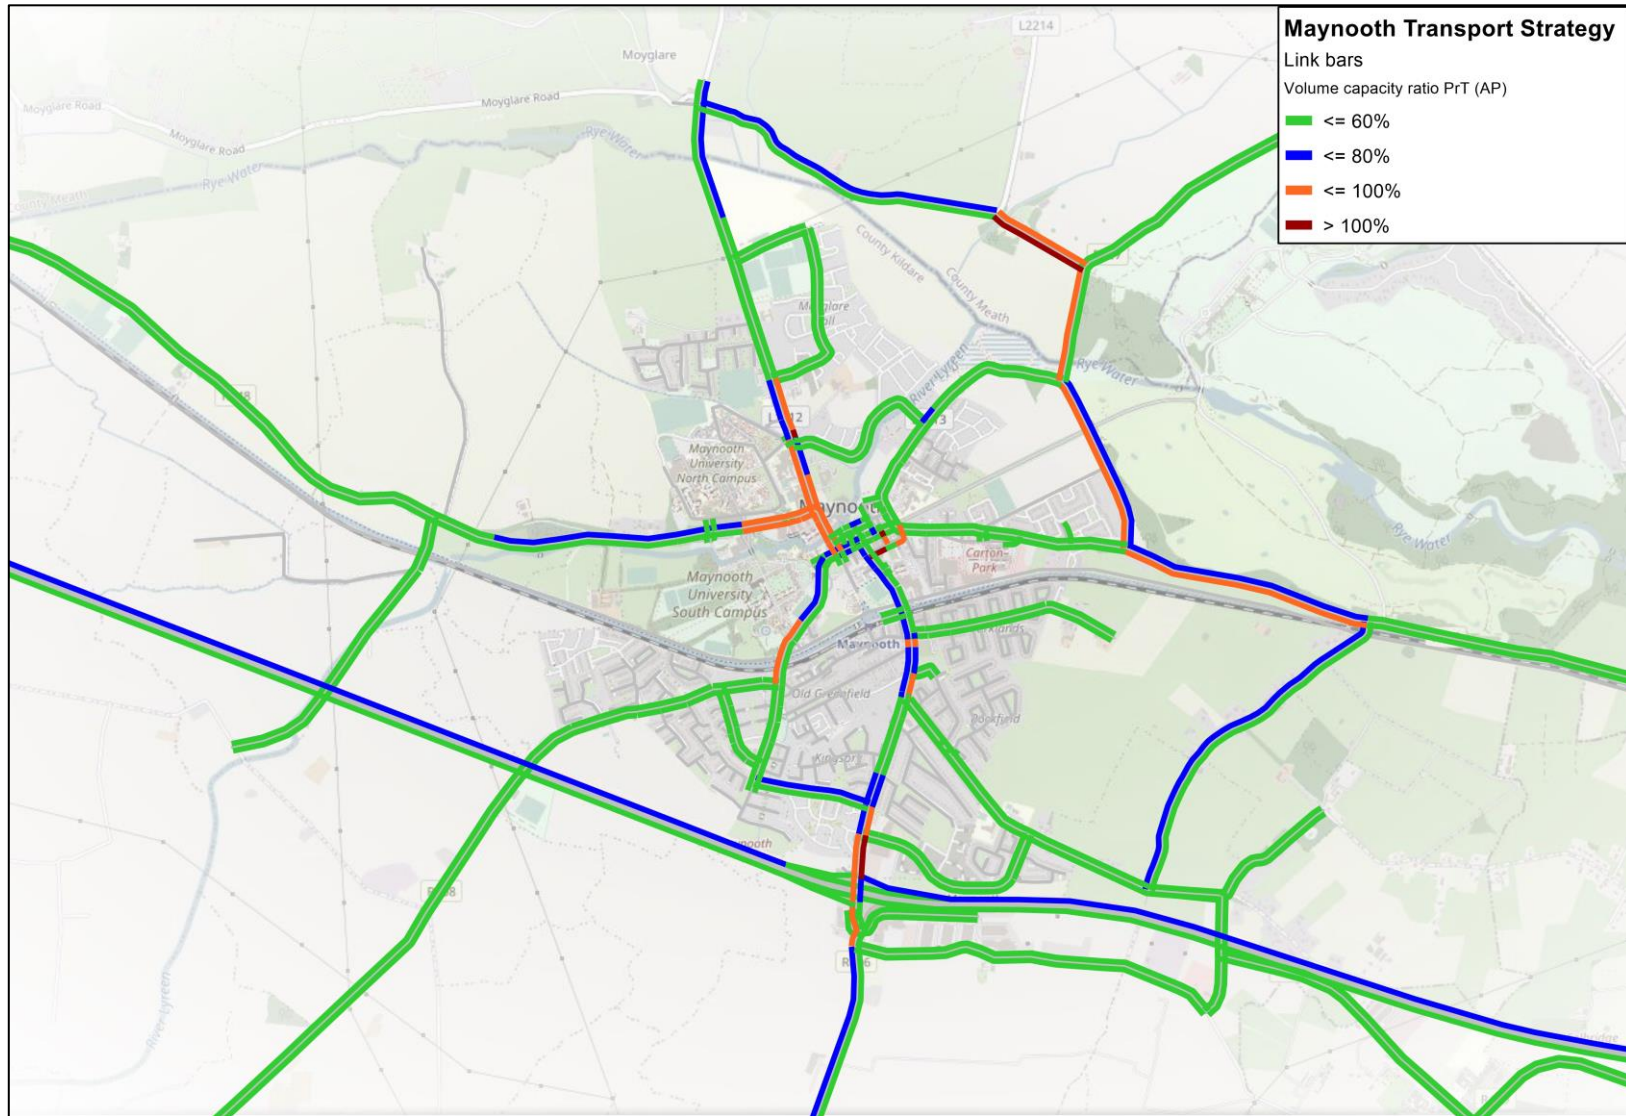 Maynooth Transport Strategy
Link bars
Volume capacity ratio PrT (AP)
<= 60%
<= 80%
<= 100%
> 100%
L2214
Moyglare
Moyglare Road
Moyglare Road
Moyglare Road
Rye Water
Rye Water
County Meath
County Kildare
County Meath
Rye Water
River Lyreen
Maynooth
University
North Campus
Maynooth
Rye Water
Carton
Park
Maynooth
University
South Campus
Maynooth
Old Greenfield
River Lyreen